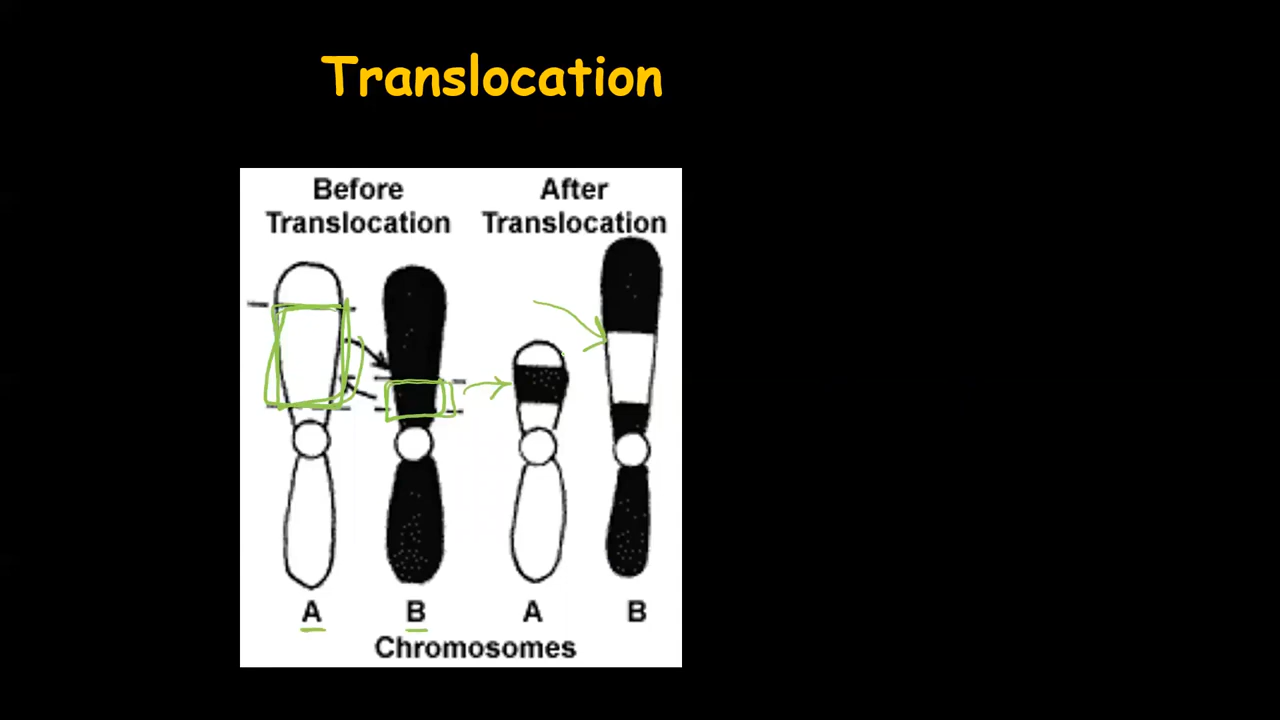 Translocation
Before
Translocation
After
Translocation
A
B
A
B
Chromosomes